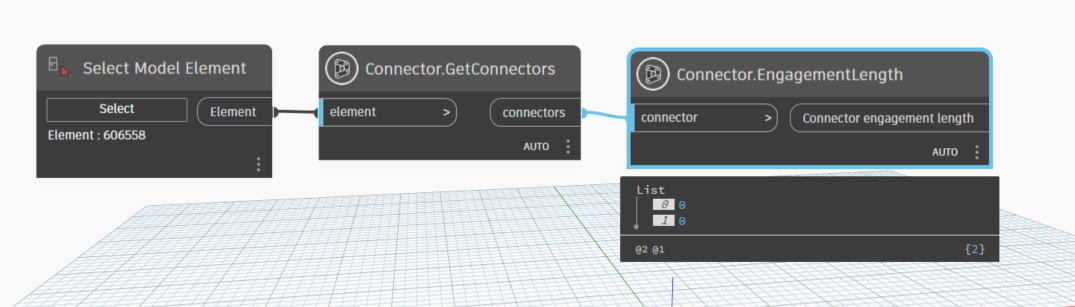 Select Model Element
Select
Element
Element : 606558
Connector.GetConnectors
element >
connectors
AUTO
Connector.EngagementLength
connector >
Connector engagement length
AUTO
List
0 0
1 0
@2 @1
{2}